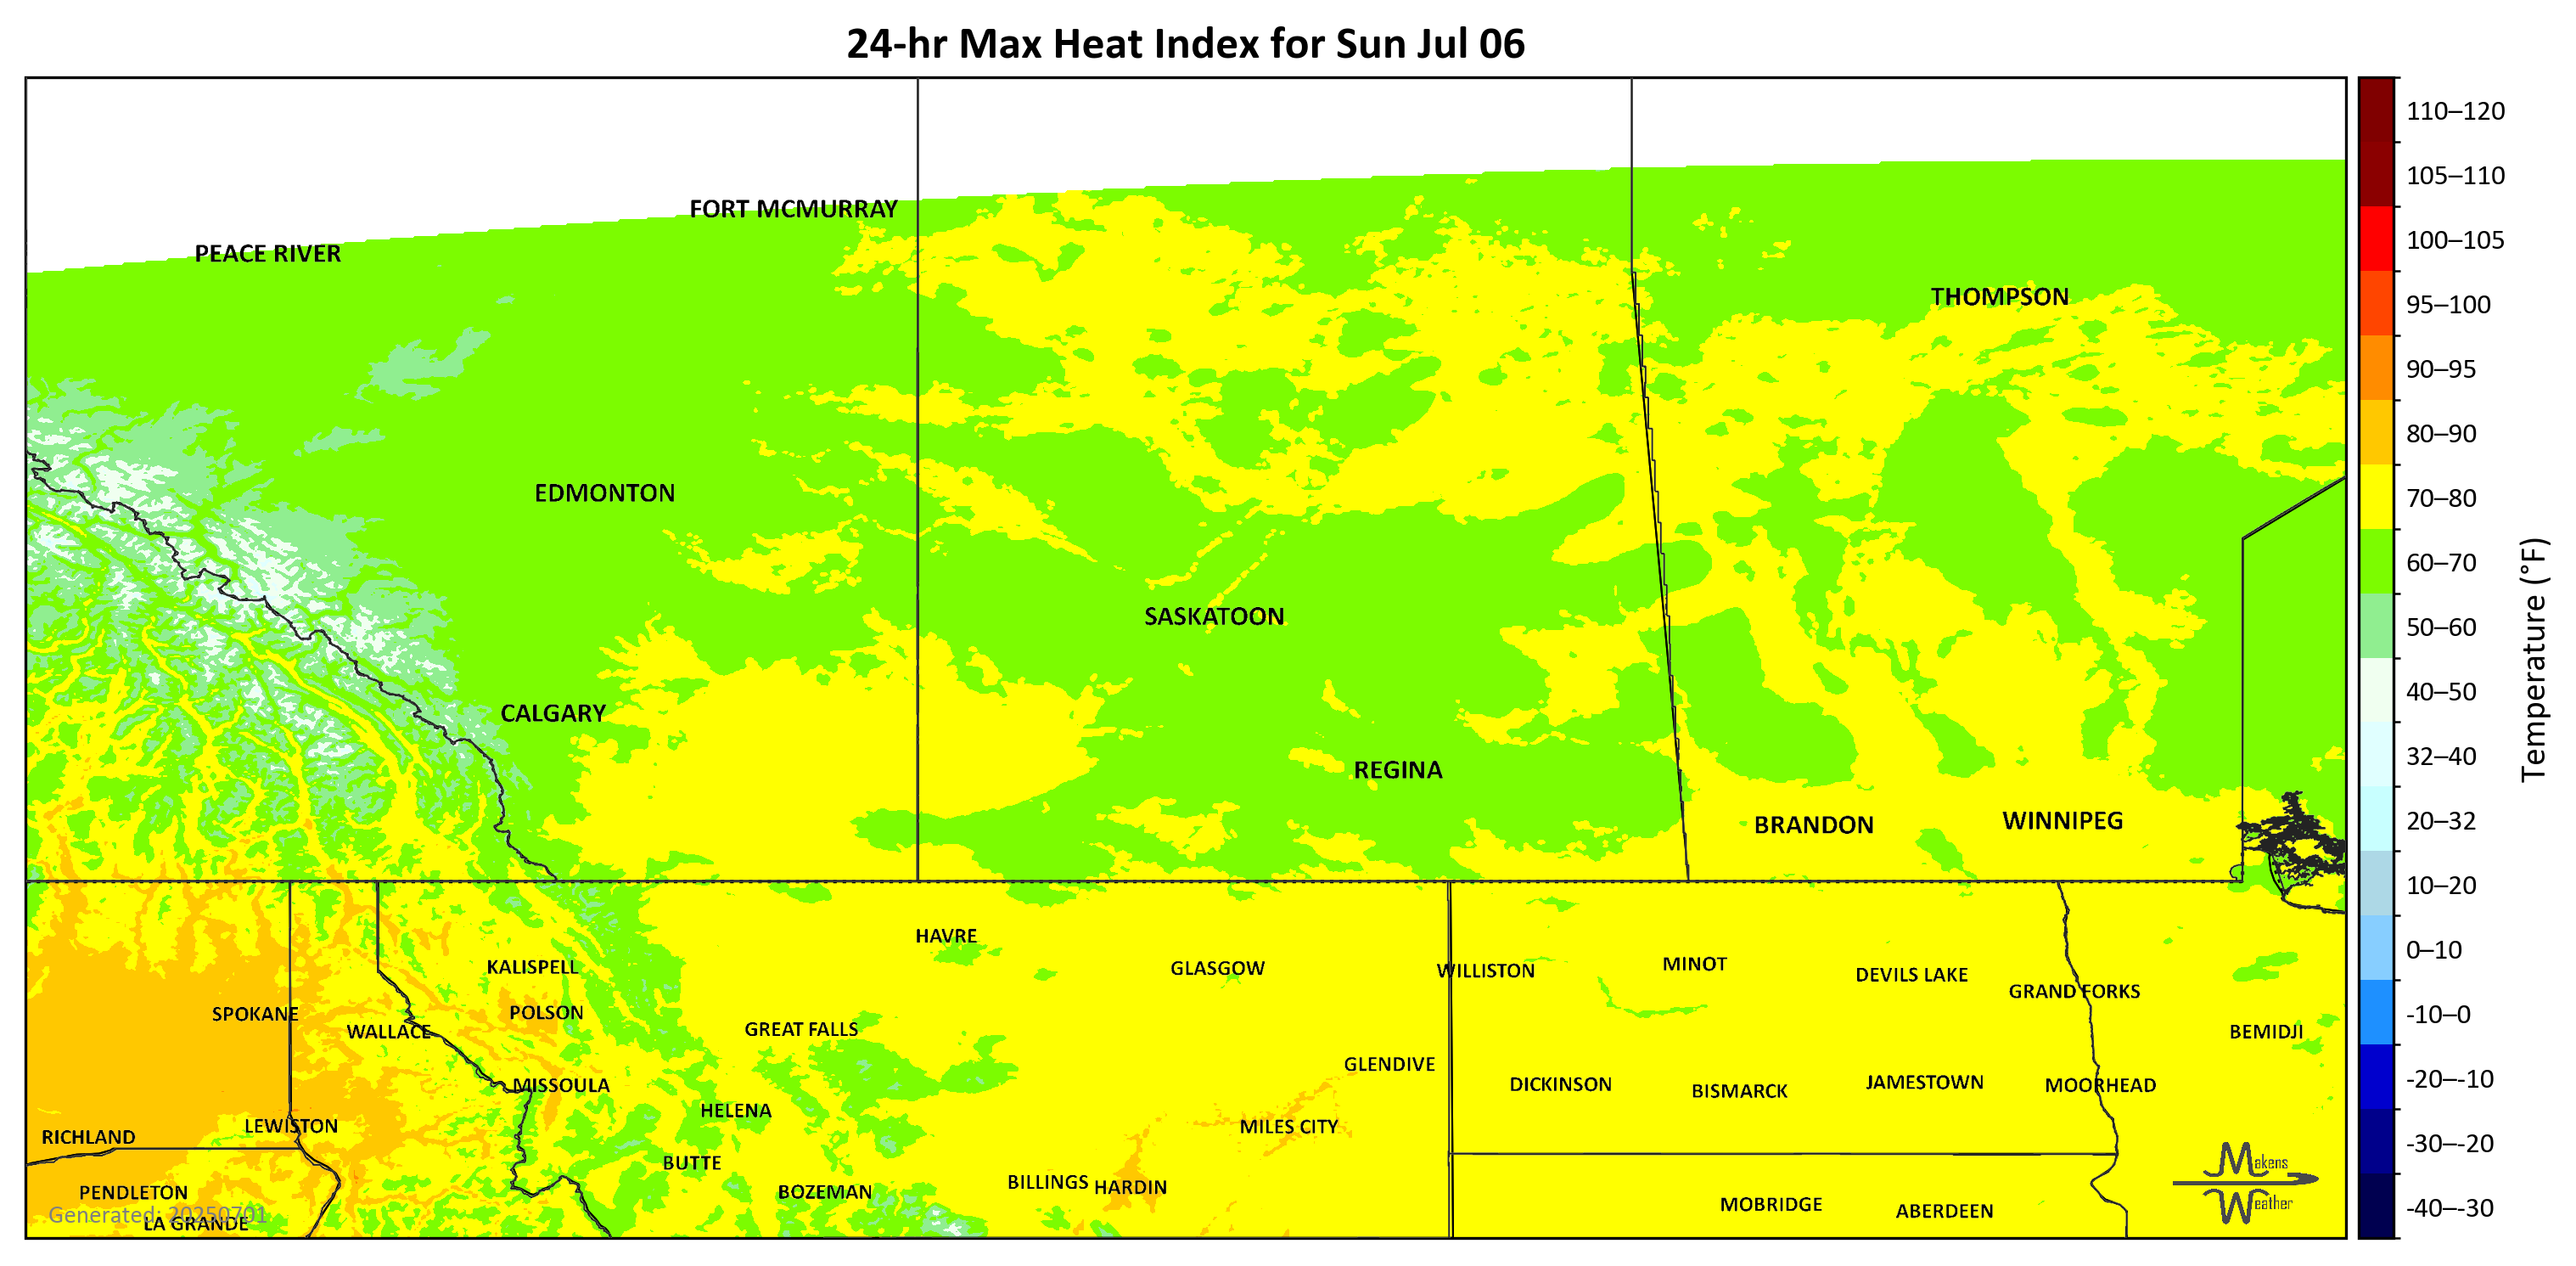 24-hr Max Heat Index for Sun Jul 06
FORT MCMURRAY
PEACE RIVER
THOMPSON
EDMONTON
SASKATOON
CALGARY
REGINA
BRANDON
WINNIPEG
HAVRE
KALISPELL
GLASGOW
WILLISTON
MINOT
DEVILS LAKE
GRAND FORKS
SPOKANE
POLSON
WALLACE
GREAT FALLS
BEMIDJI
GLENDIVE
MISSOULA
DICKINSON
BISMARCK
JAMESTOWN
MOORHEAD
HELENA
LEWISTON
MILES CITY
RICHLAND
BUTTE
BILLINGS
HARDIN
PENDLETON
BOZEMAN
MOBRIDGE
ABERDEEN
Generated: 20250701
LA GRANDE
Makens
Weather
110–120
105–110
100–105
95–100
90–95
80–90
70–80
60–70
50–60
40–50
32–40
20–32
10–20
0–10
-10–0
-20–-10
-30–-20
-40–-30
Temperature (°F)